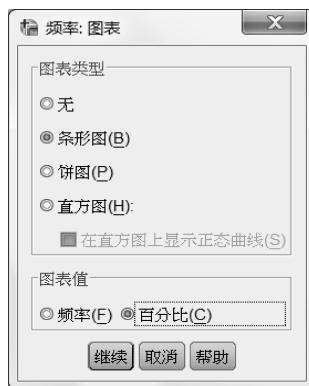 频率: 图表
图表类型
无
条形图(B)
饼图(P)
直方图(H):
在直方图上显示正态曲线(S)
图表值
频率(F) 百分比(C)
继续 取消 帮助